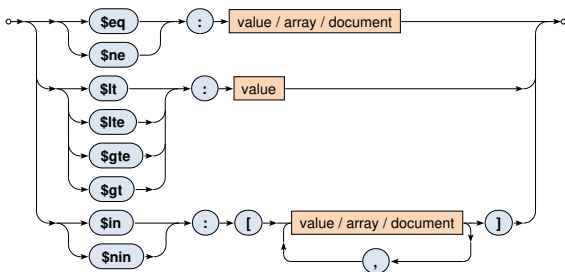 $eq : value / array / document
$ne
$lt : value
$lte
$gte
$gt
$in : [ value / array / document ]
$nin ,